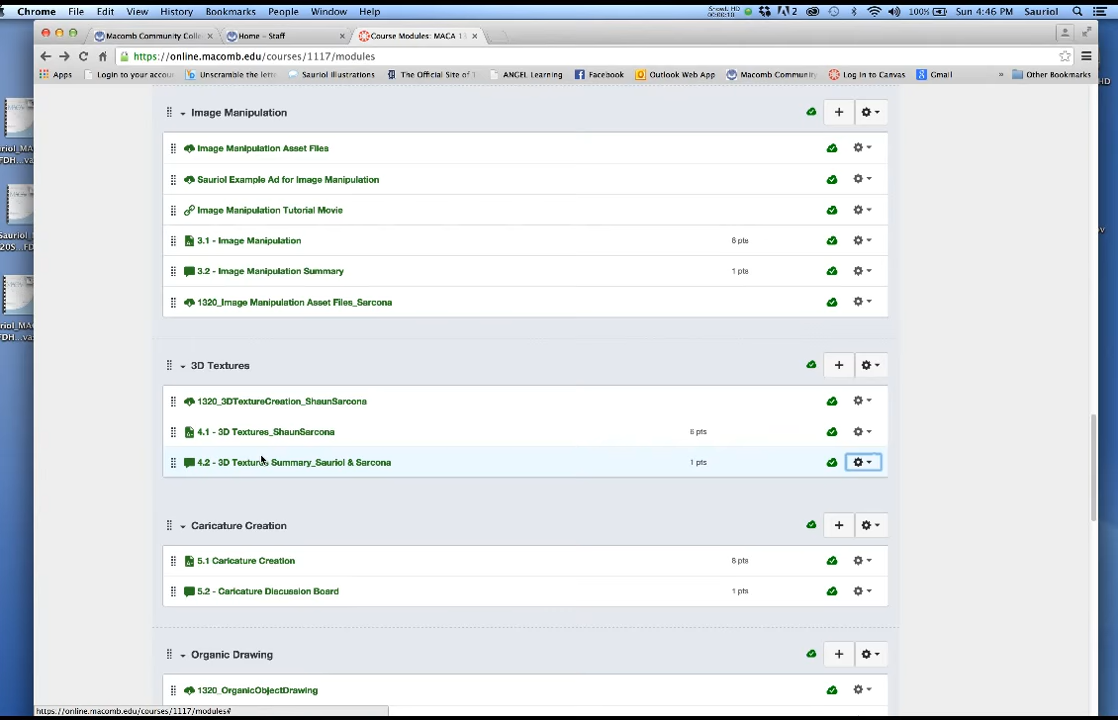 Chrome File Edit View History Bookmarks People Window Help 100% Sun 4:46 PM Sauriol
Macomb Community Colle Home – Staff Course Modules: MACA 13
https://online.macomb.edu/courses/1117/modules
Apps Login to your accou Unscramble the lette Sauriol Illustrations The Official Site of T ANGEL Learning Facebook Outlook Web App Macomb Community Log In to Canvas Gmail » Other Bookmarks
Image Manipulation
Image Manipulation Asset Files
Sauriol Example Ad for Image Manipulation
Image Manipulation Tutorial Movie
3.1 - Image Manipulation 8 pts
3.2 - Image Manipulation Summary 1 pts
1320_Image Manipulation Asset Files_Sarcona
3D Textures
1320_3DTextureCreation_ShaunSarcona
4.1 - 3D Textures_ShaunSarcona 6 pts
4.2 - 3D Textures Summary_Sauriol & Sarcona 1 pts
Caricature Creation
5.1 Caricature Creation 8 pts
5.2 - Caricature Discussion Board 1 pts
Organic Drawing
1320_OrganicObjectDrawing
https://online.macomb.edu/courses/1117/modules#